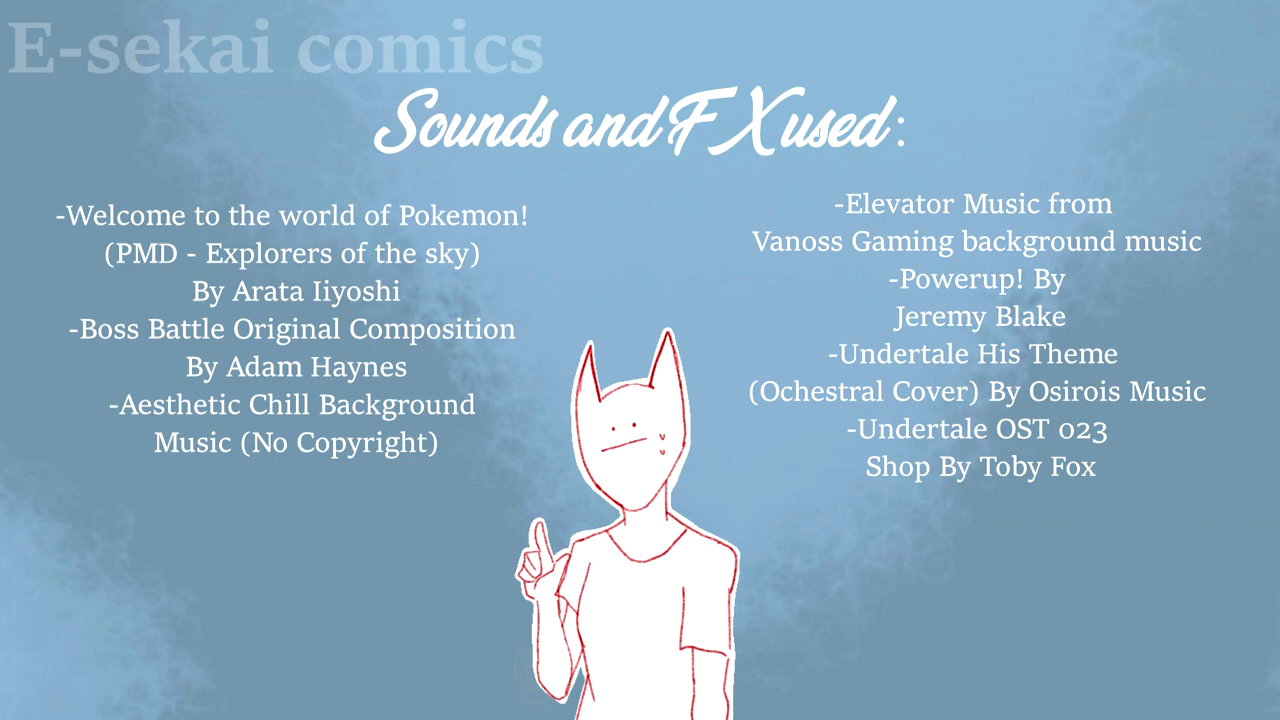 E-sekai comics
Sounds and FX used:
-Welcome to the world of Pokemon!
(PMD - Explorers of the sky)
By Arata Iiyoshi
-Boss Battle Original Composition
By Adam Haynes
-Aesthetic Chill Background
Music (No Copyright)
-Elevator Music from
Vanoss Gaming background music
-Powerup! By
Jeremy Blake
-Undertale His Theme
(Ochestral Cover) By Osirois Music
-Undertale OST 023
Shop By Toby Fox